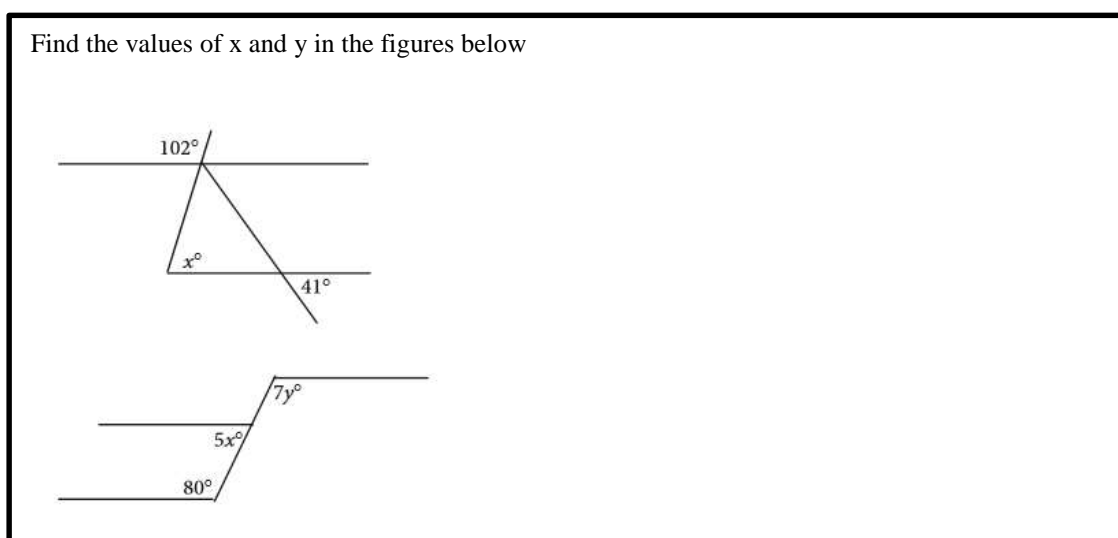 Find the values of x and y in the figures below
102°
x°
41°
7y°
5x°
80°